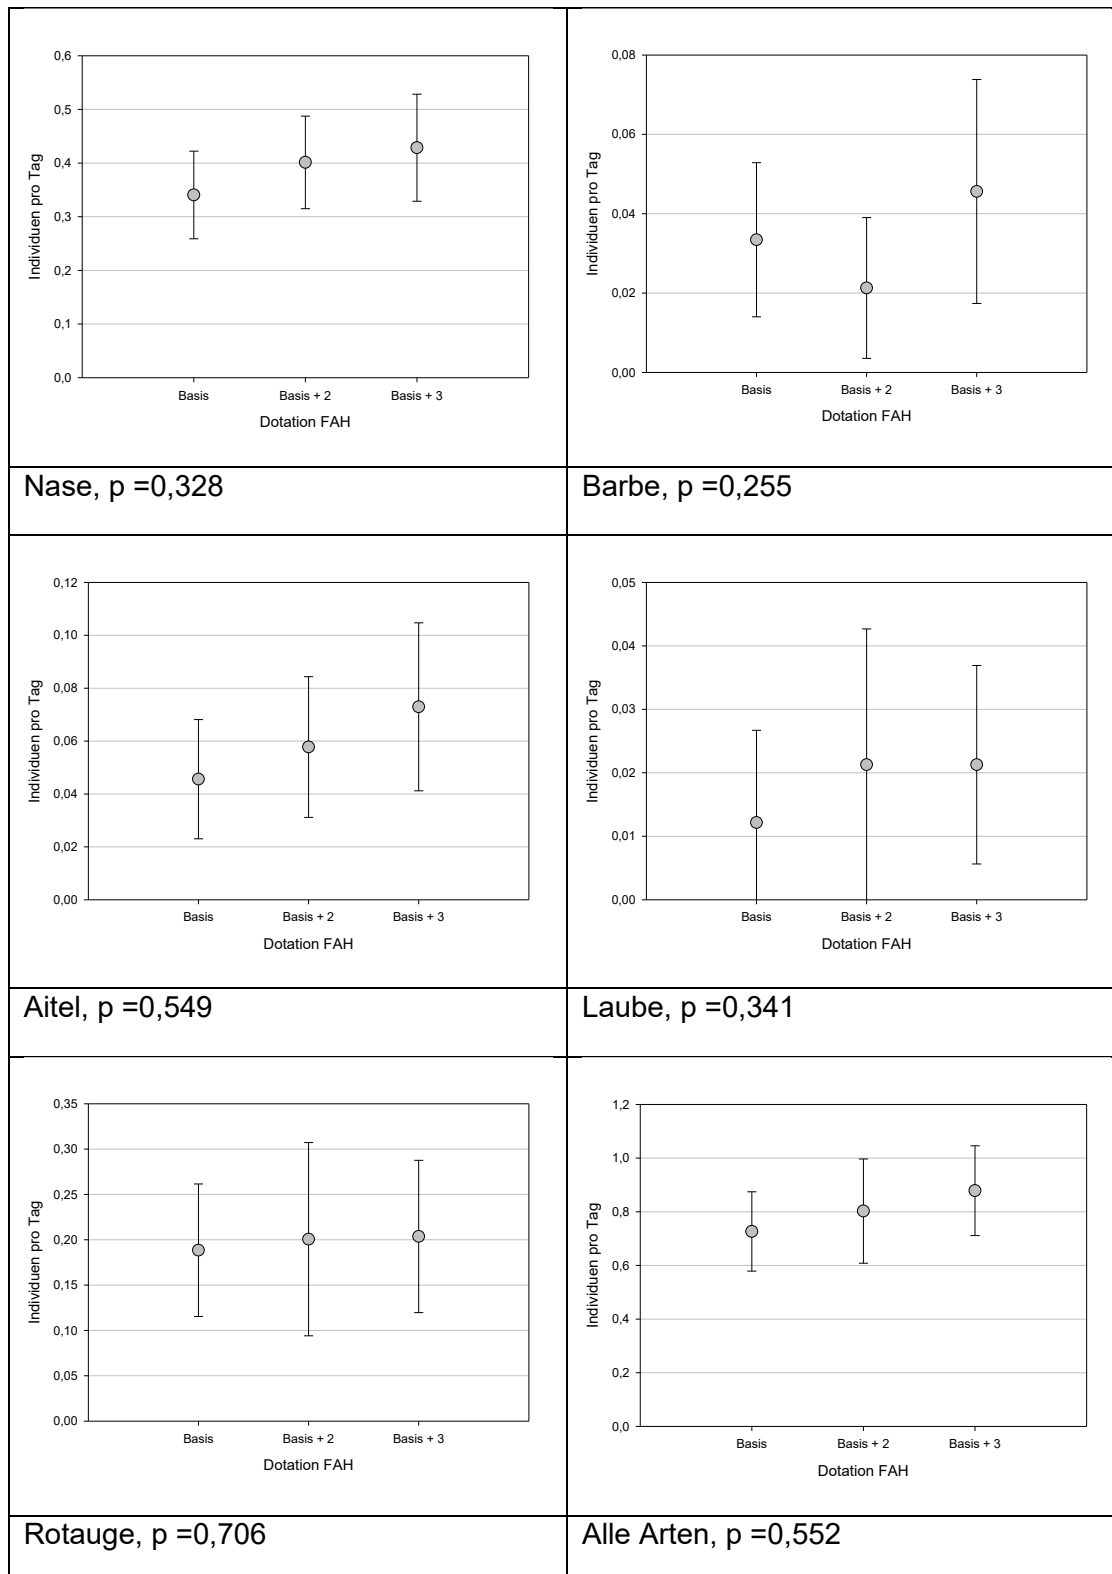 0,6
0,5
0,4
0,3
0,2
0,1
0,0
Individuen pro Tag
Basis Basis + 2 Basis + 3
Dotation FAH
0,08
0,06
0,04
0,02
0,00
Individuen pro Tag
Basis Basis + 2 Basis + 3
Dotation FAH
Nase, p =0,328
Barbe, p =0,255
0,12
0,10
0,08
0,06
0,04
0,02
0,00
Individuen pro Tag
Basis Basis + 2 Basis + 3
Dotation FAH
0,05
0,04
0,03
0,02
0,01
0,00
Individuen pro Tag
Basis Basis + 2 Basis + 3
Dotation FAH
Aitel, p =0,549
Laube, p =0,341
0,35
0,30
0,25
0,20
0,15
0,10
0,05
0,00
Individuen pro Tag
Basis Basis + 2 Basis + 3
Dotation FAH
1,2
1,0
0,8
0,6
0,4
0,2
0,0
Individuen pro Tag
Basis Basis + 2 Basis + 3
Dotation FAH
Rotauge, p =0,706
Alle Arten, p =0,552